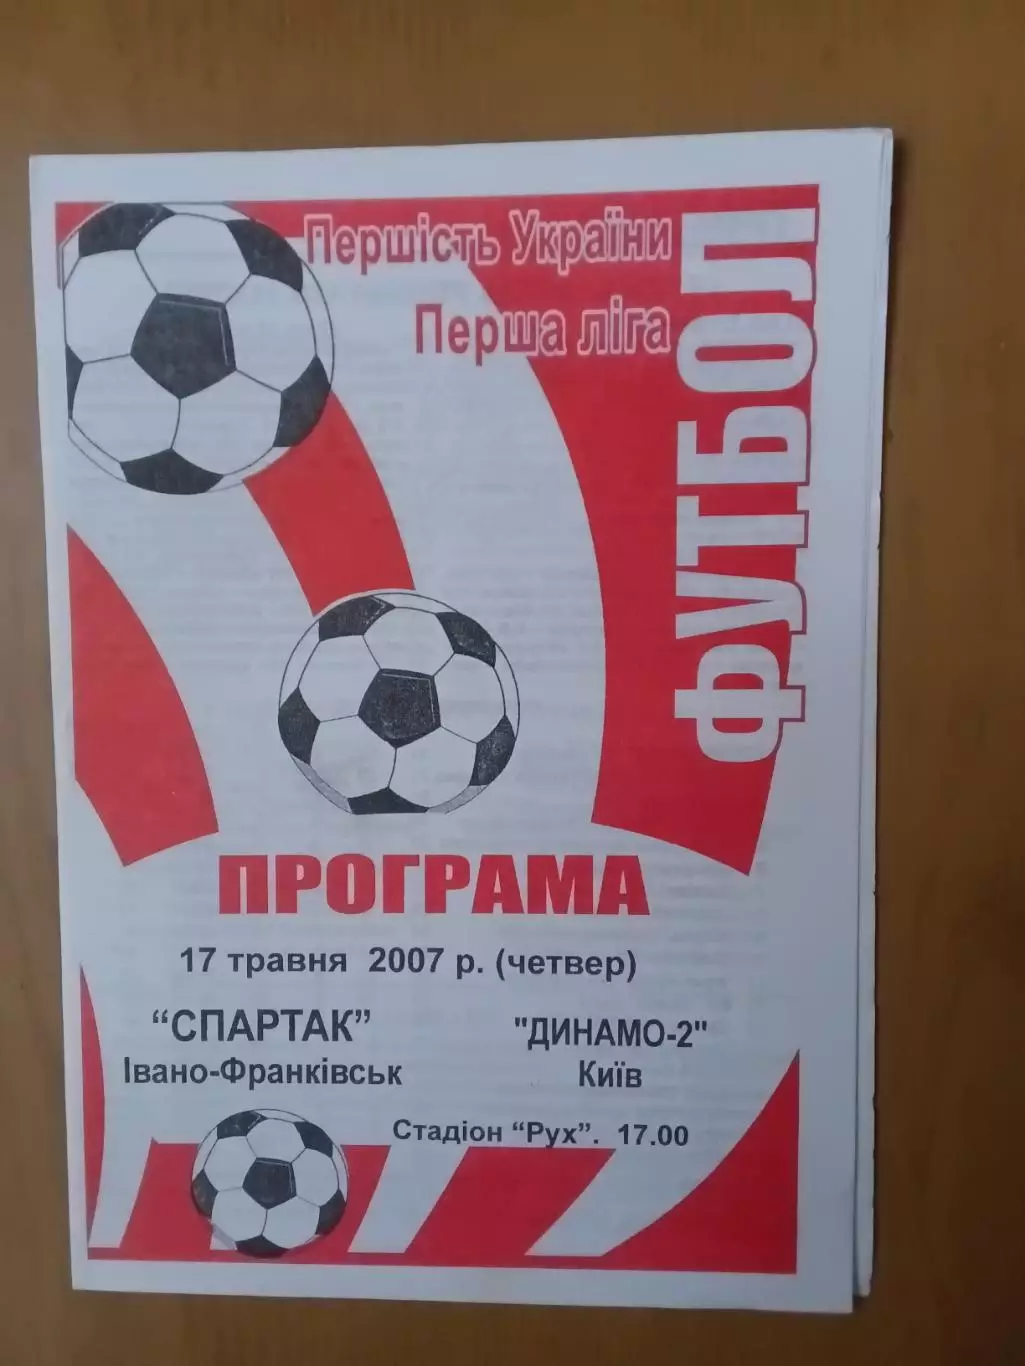 Першість України
Перша ліга
ФУТБОЛ
ПРОГРАМА
17 травня 2007 р. (четвер)
“СПАРТАК” "ДИНАМО-2"
Івано-Франківськ Київ
Стадіон “Рух”. 17.00